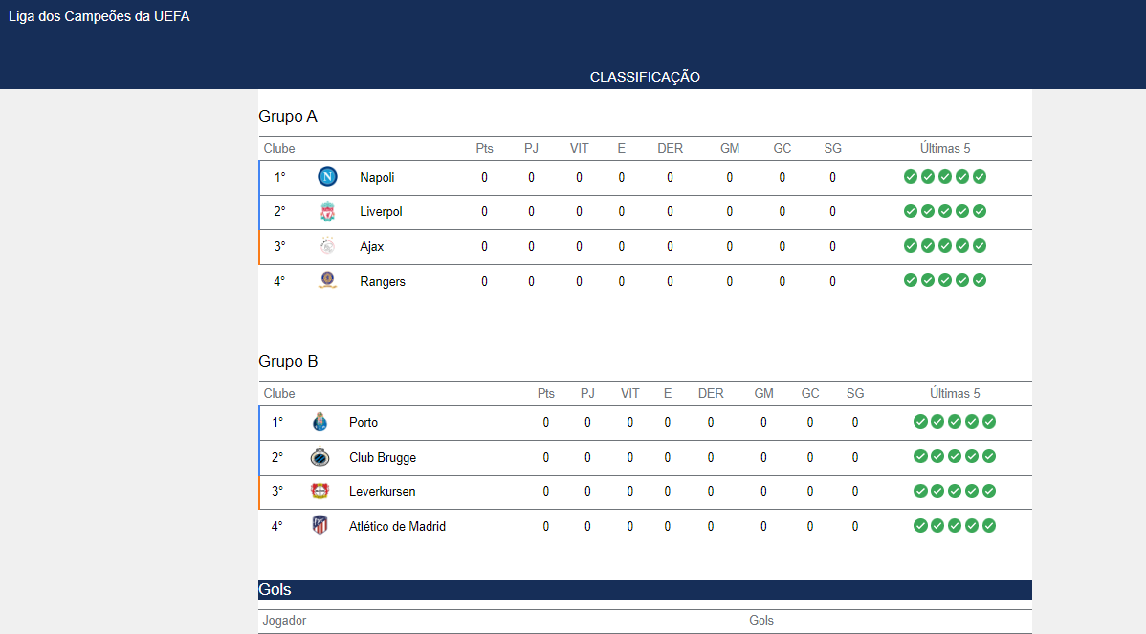 Liga dos Campeões da UEFA
CLASSIFICAÇÃO
Grupo A
Clube Pts PJ VIT E DER GM GC SG Últimas 5
1° Napoli 0 0 0 0 0 0 0 0
2° Liverpol 0 0 0 0 0 0 0 0
3° Ajax 0 0 0 0 0 0 0 0
4° Rangers 0 0 0 0 0 0 0 0
Grupo B
Clube Pts PJ VIT E DER GM GC SG Últimas 5
1° Porto 0 0 0 0 0 0 0 0
2° Club Brugge 0 0 0 0 0 0 0 0
3° Leverkursen 0 0 0 0 0 0 0 0
4° Atlético de Madrid 0 0 0 0 0 0 0 0
Gols
Jogador Gols